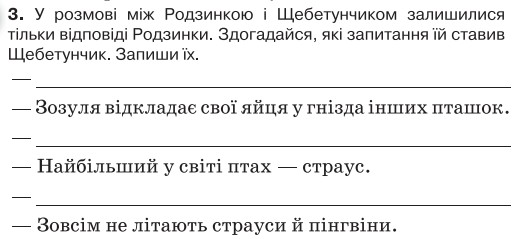 3. У розмові між Родзинкою і Щебетунчиком залишилися
тільки відповіді Родзинки. Здогадайся, які запитання їй ставив
Щебетунчик. Запиши їх.
—
— Зозуля відкладає свої яйця у гнізда інших пташок.
—
— Найбільший у світі птах — страус.
—
— Зовсім не літають страуси й пінгвіни.